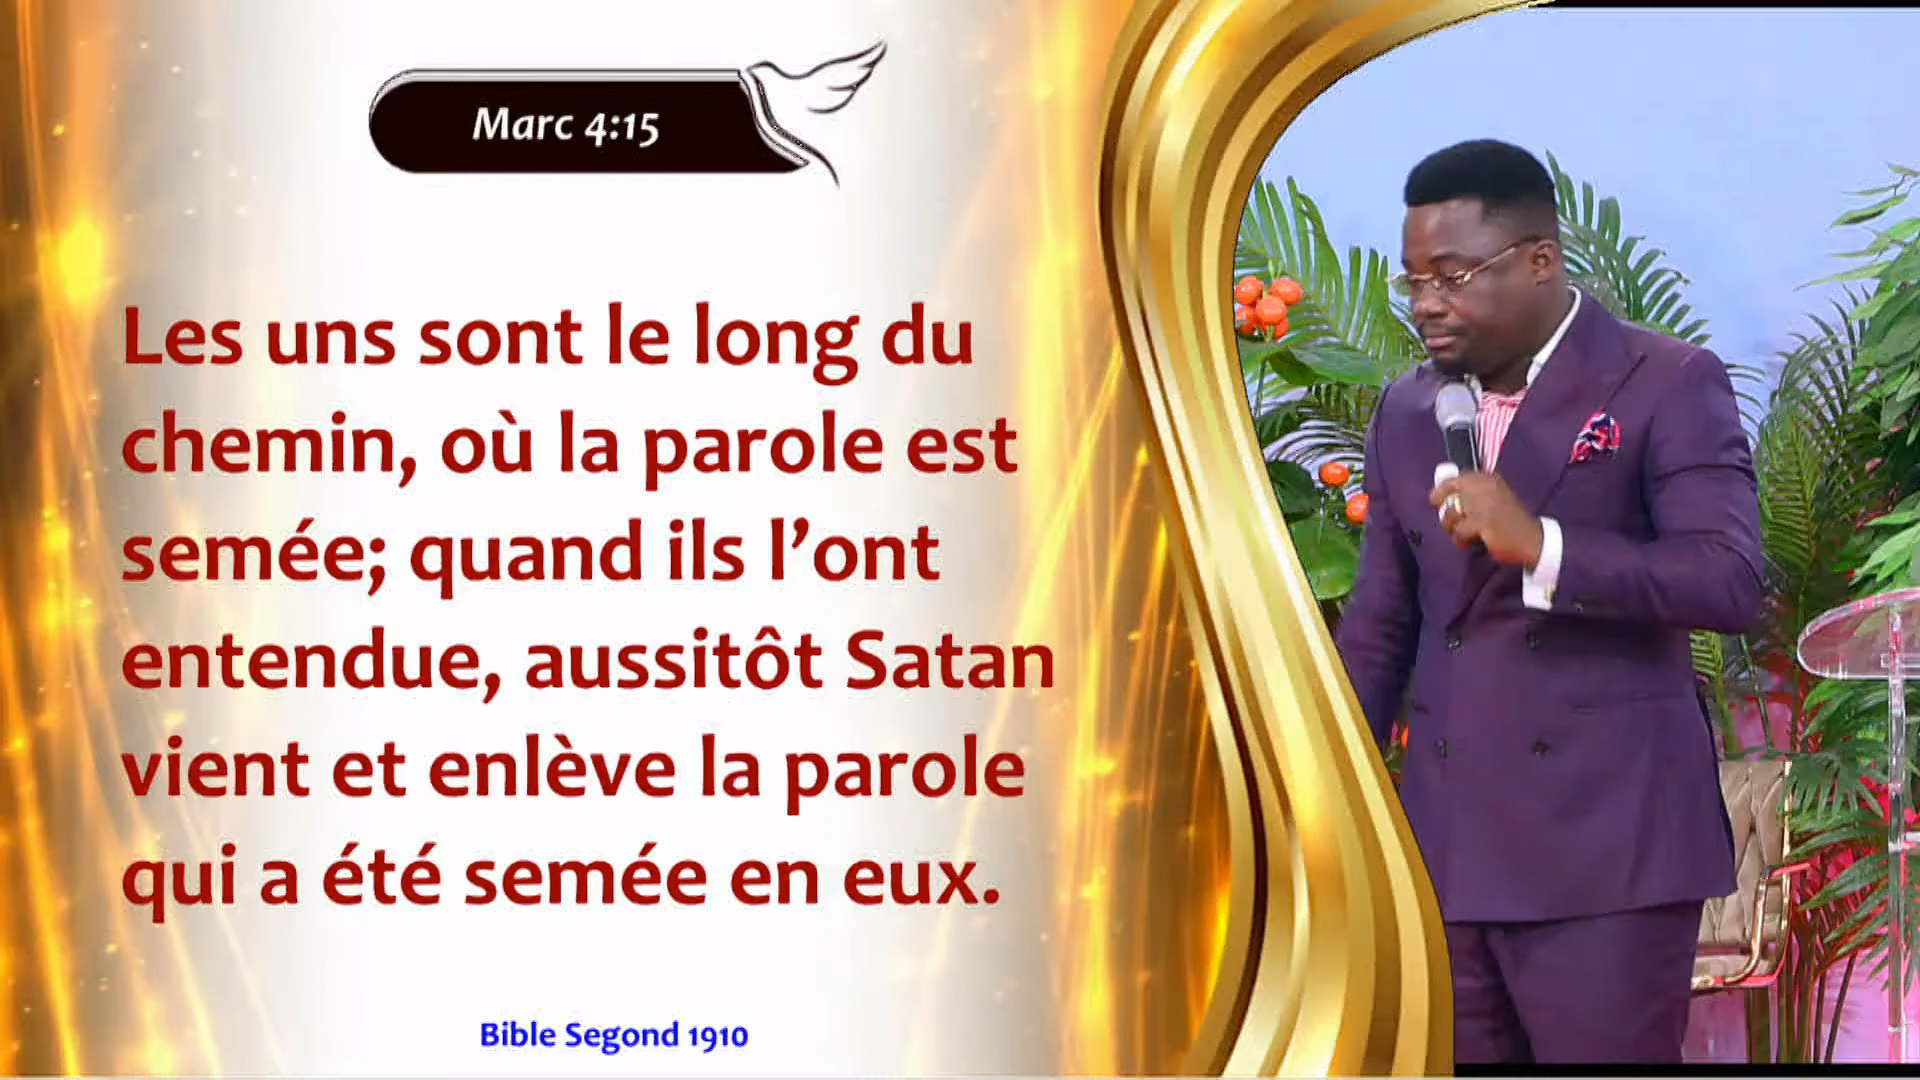 Marc 4:15
Les uns sont le long du
chemin, où la parole est
semée; quand ils l’ont
entendue, aussitôt Satan
vient et enlève la parole
qui a été semée en eux.
Bible Segond 1910